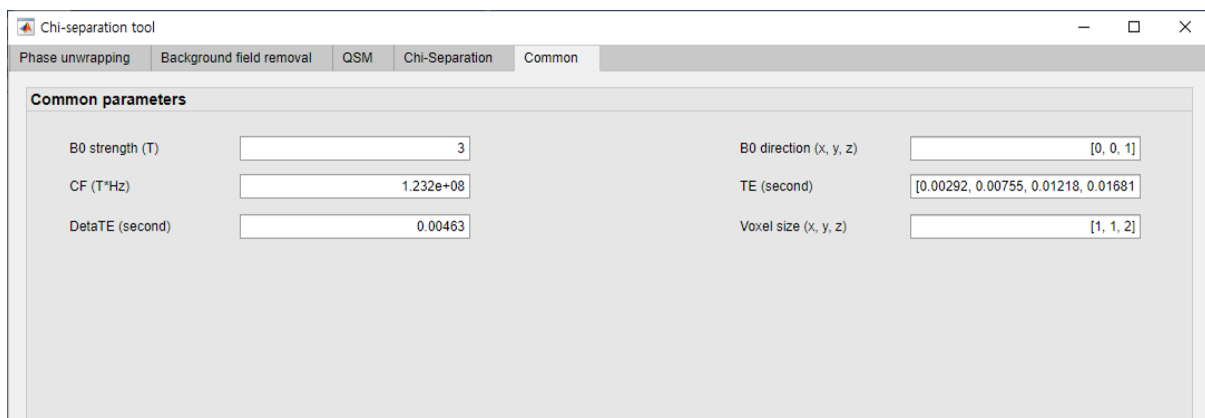 Chi-separation tool
Phase unwrapping Background field removal QSM Chi-Separation Common
Common parameters
B0 strength (T) 3 B0 direction (x, y, z) [0, 0, 1]
CF (T*Hz) 1.232e+08 TE (second) [0.00292, 0.00755, 0.01218, 0.01681
DetaTE (second) 0.00463 Voxel size (x, y, z) [1, 1, 2]